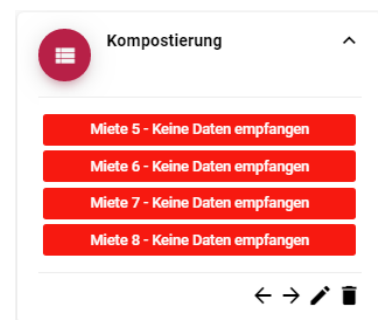 Kompostierung
Miete 5 - Keine Daten empfangen
Miete 6 - Keine Daten empfangen
Miete 7 - Keine Daten empfangen
Miete 8 - Keine Daten empfangen